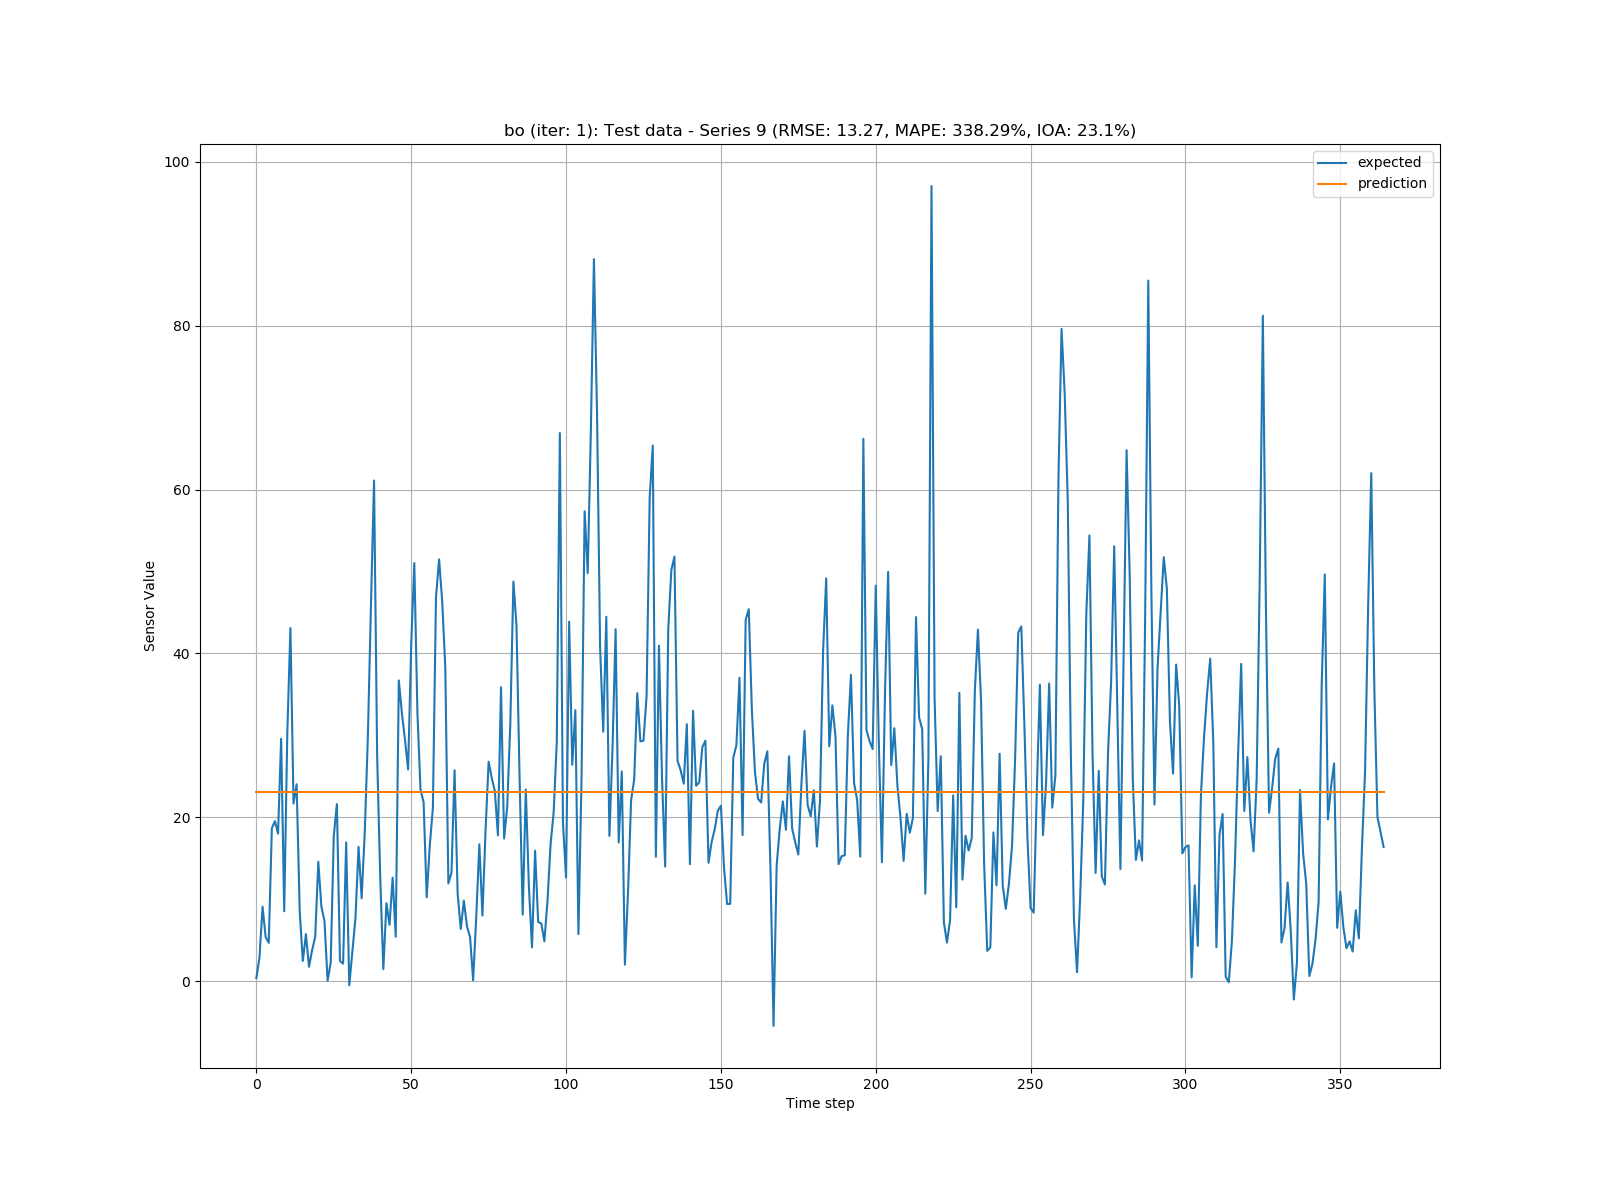 bo (iter: 1): Test data - Series 9 (RMSE: 13.27, MAPE: 338.29%, IOA: 23.1%)
expected
prediction
Sensor Value
100
80
60
40
20
0
0 50 100 150 200 250 300 350
Time step